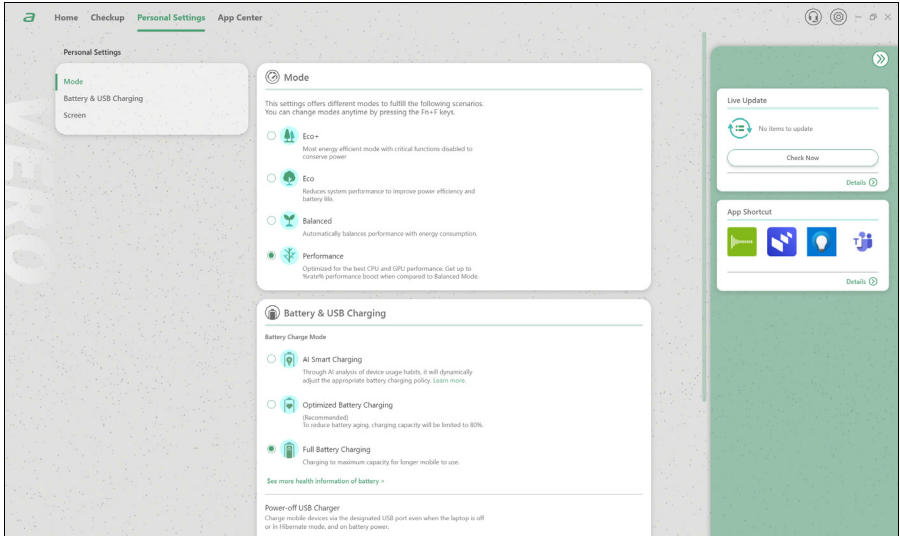 a
Home Checkup Personal Settings App Center
Personal Settings
Mode
Battery & USB Charging
Screen
VERO
Mode
This settings offers different modes to fulfill the following scenarios.
You can change modes anytime by pressing the Fn+F keys.
Eco+
Most energy efficient mode with critical functions disabled to
conserve power
Eco
Reduces system performance to improve power efficiency and
battery life.
Balanced
Automatically balances performance with energy consumption.
Performance
Optimized for the best CPU and GPU performance. Get up to
%rate% performance boost when compared to Balanced Mode.
Battery & USB Charging
Battery Charge Mode
AI Smart Charging
Through AI analysis of device usage habits, it will dynamically
adjust the appropriate battery charging policy. Learn more.
Optimized Battery Charging
(Recommended)
To reduce battery aging, charging capacity will be limited to 80%.
Full Battery Charging
Charging to maximum capacity for longer mobile to use.
See more health information of battery >
Power-off USB Charger
Charge mobile devices via the designated USB port even when the laptop is off
or in Hibernate mode, and on battery power.
Live Update
No items to update
Check Now
Details
App Shortcut
Details